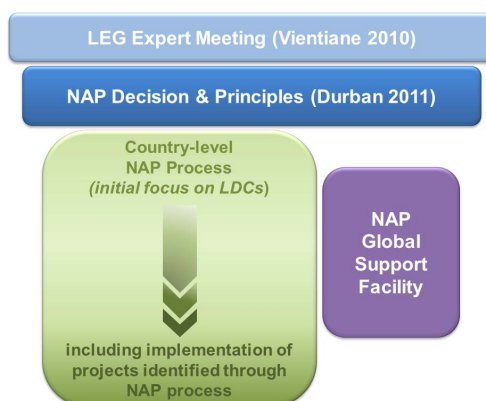 LEG Expert Meeting (Vientiane 2010)
NAP Decision & Principles (Durban 2011)
Country-level
NAP Process
(initial focus on LDCs)
including implementation of
projects identified through
NAP process
NAP
Global
Support
Facility